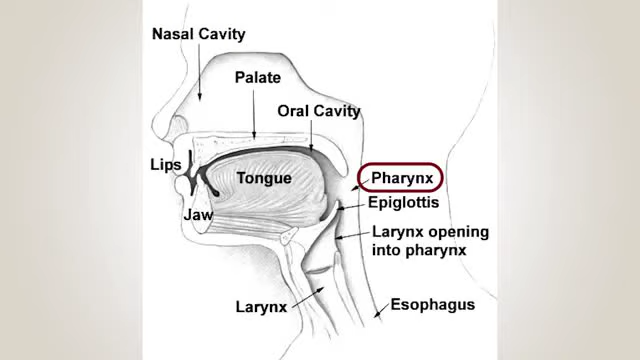 Nasal Cavity
Palate
Oral Cavity
Lips
Tongue
Pharynx
Epiglottis
Jaw
Larynx opening
into pharynx
Larynx
Esophagus